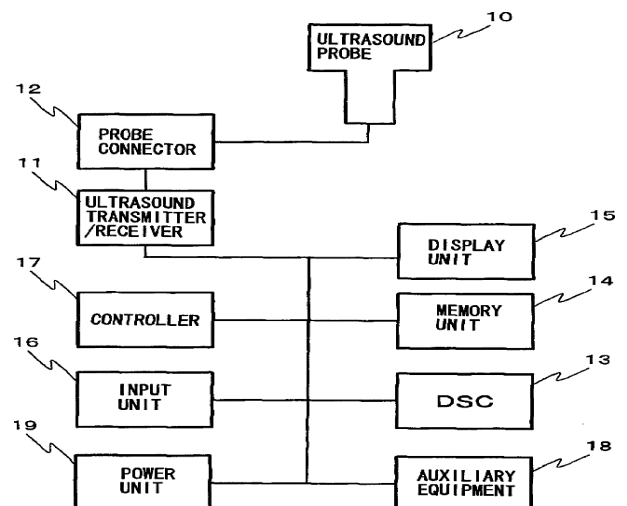 10
ULTRASOUND
PROBE
12
PROBE
CONNECTOR
11
ULTRASOUND
TRANSMITTER
/RECEIVER
15
DISPLAY
UNIT
17
CONTROLLER
14
MEMORY
UNIT
16
INPUT
UNIT
13
DSC
19
POWER
UNIT
18
AUXILIARY
EQUIPMENT